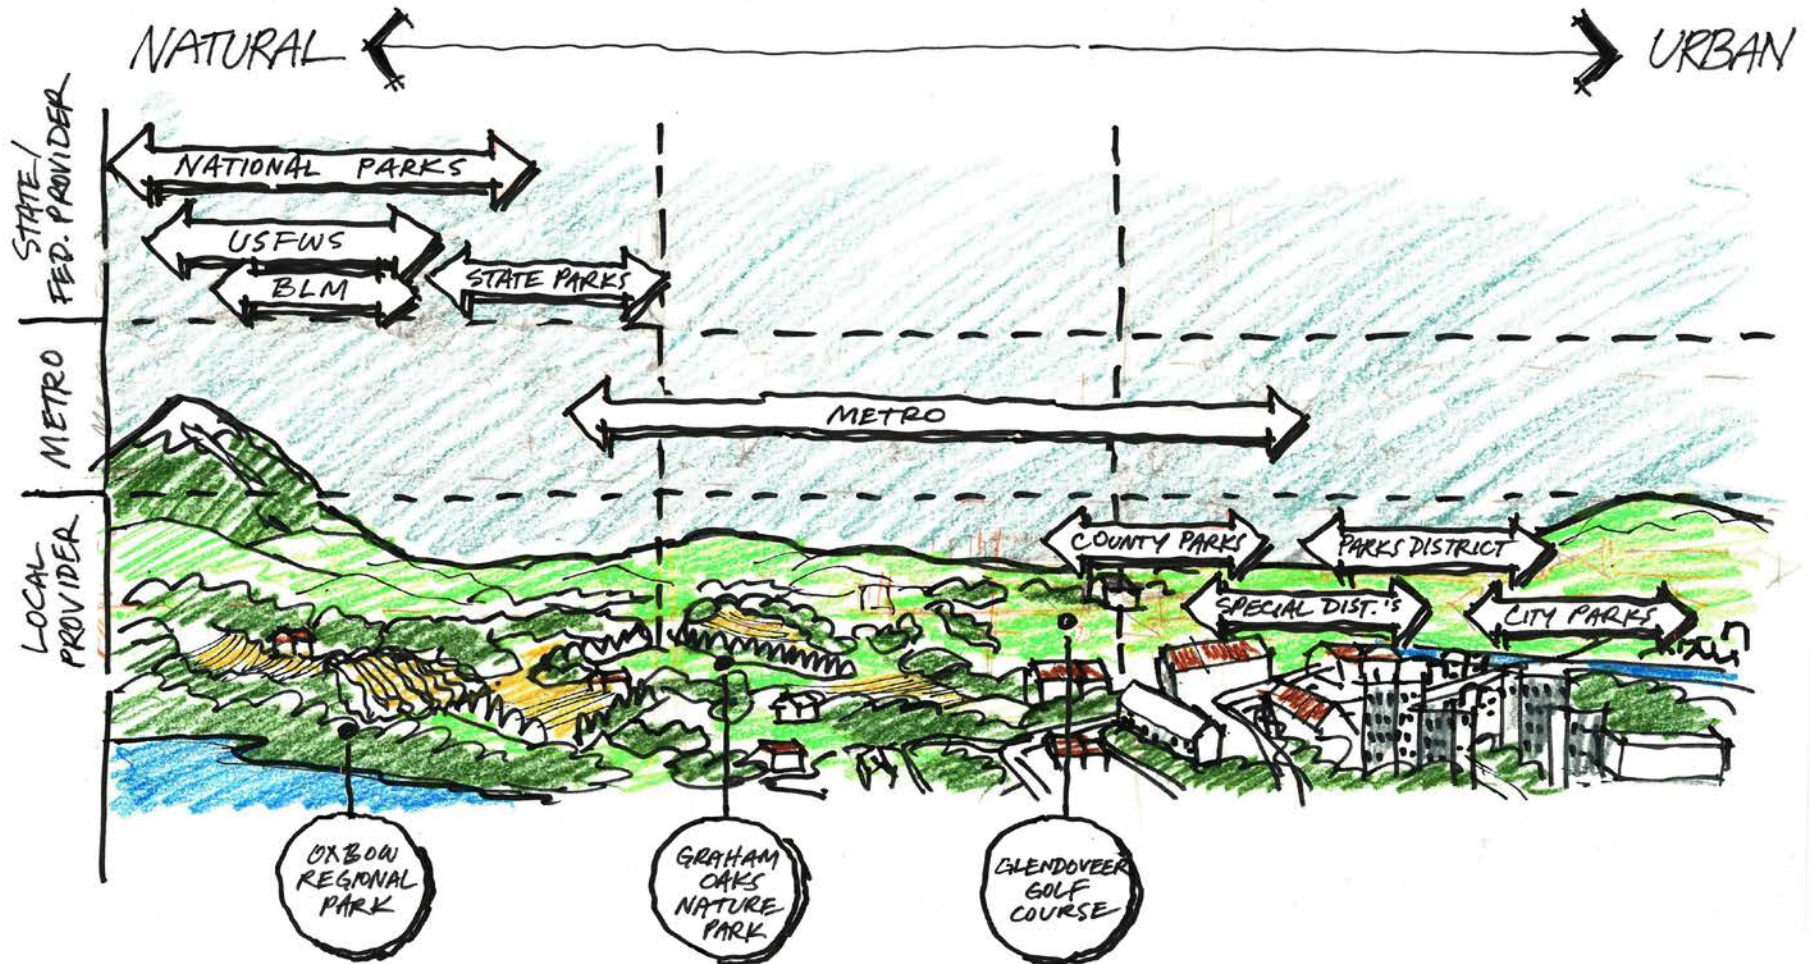 NATURAL
URBAN
STATE/
FED. PROVIDER
NATIONAL PARKS
USFWS
BLM
STATE PARKS
METRO
METRO
LOCAL
PROVIDER
COUNTY PARKS
PARKS DISTRICT
SPECIAL DIST.'S
CITY PARKS
OXBOW
REGIONAL
PARK
GRAHAM
OAKS
NATURE
PARK
GLENDOVEER
GOLF
COURSE